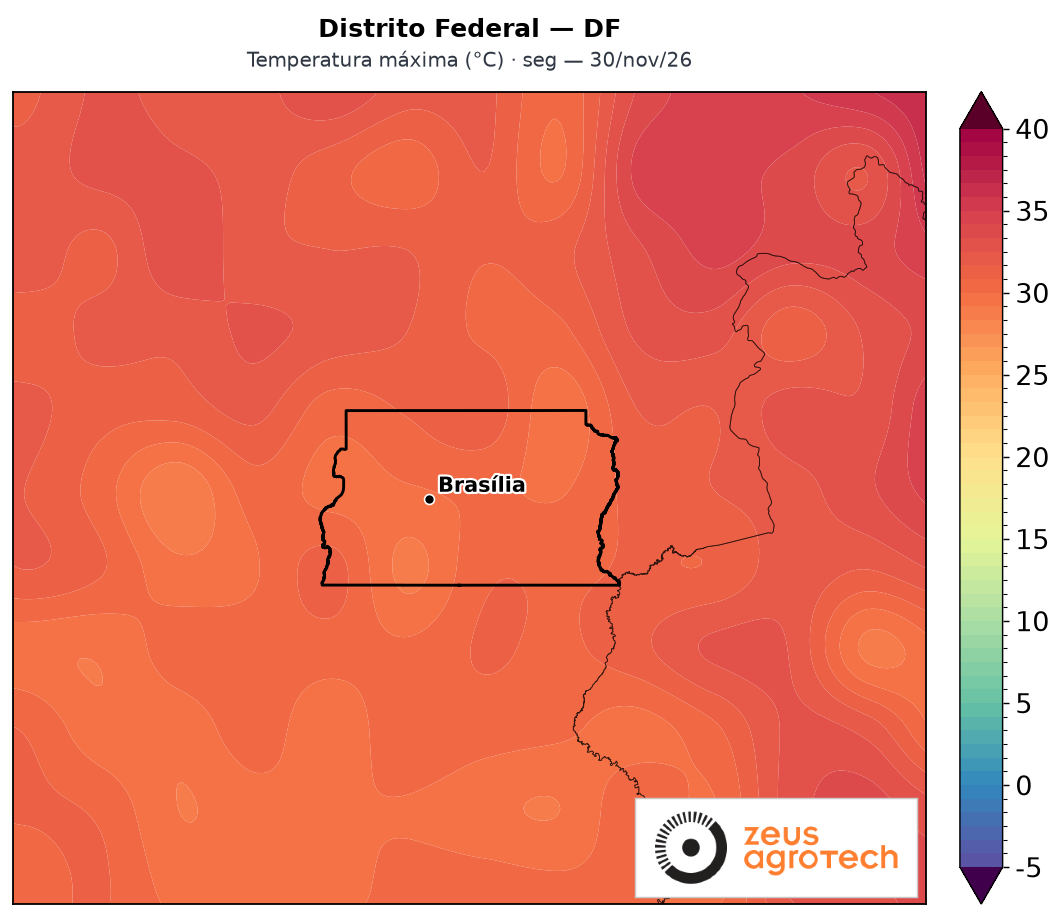 Distrito Federal — DF
Temperatura máxima (°C) · seg — 30/nov/26
Brasília
40
35
30
25
20
15
10
5
0
-5
zeus
agrotech